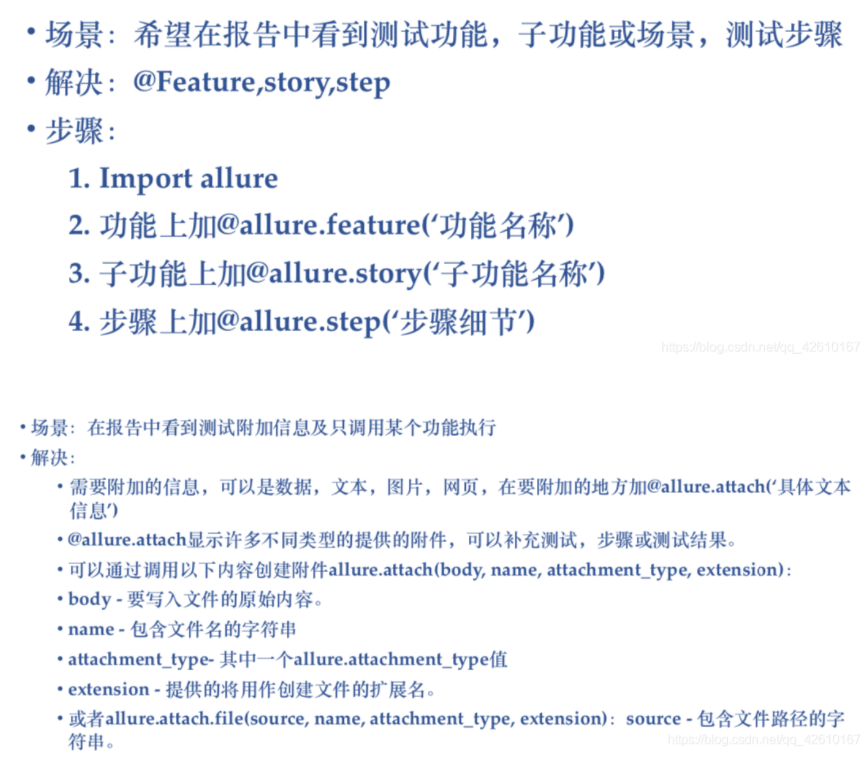 • 场景：希望在报告中看到测试功能，子功能或场景，测试步骤
• 解决：@Feature,story,step
• 步骤：
1. Import allure
2. 功能上加@allure.feature(‘功能名称’)
3. 子功能上加@allure.story(‘子功能名称’)
4. 步骤上加@allure.step(‘步骤细节’)
https://blog.csdn.net/qq_42610167
• 场景：在报告中看到测试附加信息及只调用某个功能执行
• 解决：
• 需要附加的信息，可以是数据，文本，图片，网页，在要附加的地方加@allure.attach(‘具体文本
信息’)
• @allure.attach显示许多不同类型的提供的附件，可以补充测试，步骤或测试结果。
• 可以通过调用以下内容创建附件allure.attach(body, name, attachment_type, extension)：
• body - 要写入文件的原始内容。
• name - 包含文件名的字符串
• attachment_type- 其中一个allure.attachment_type值
• extension - 提供的将用作创建文件的扩展名。
• 或者allure.attach.file(source, name, attachment_type, extension)：source - 包含文件路径的字
符串。
https://blog.csdn.net/qq_42610167